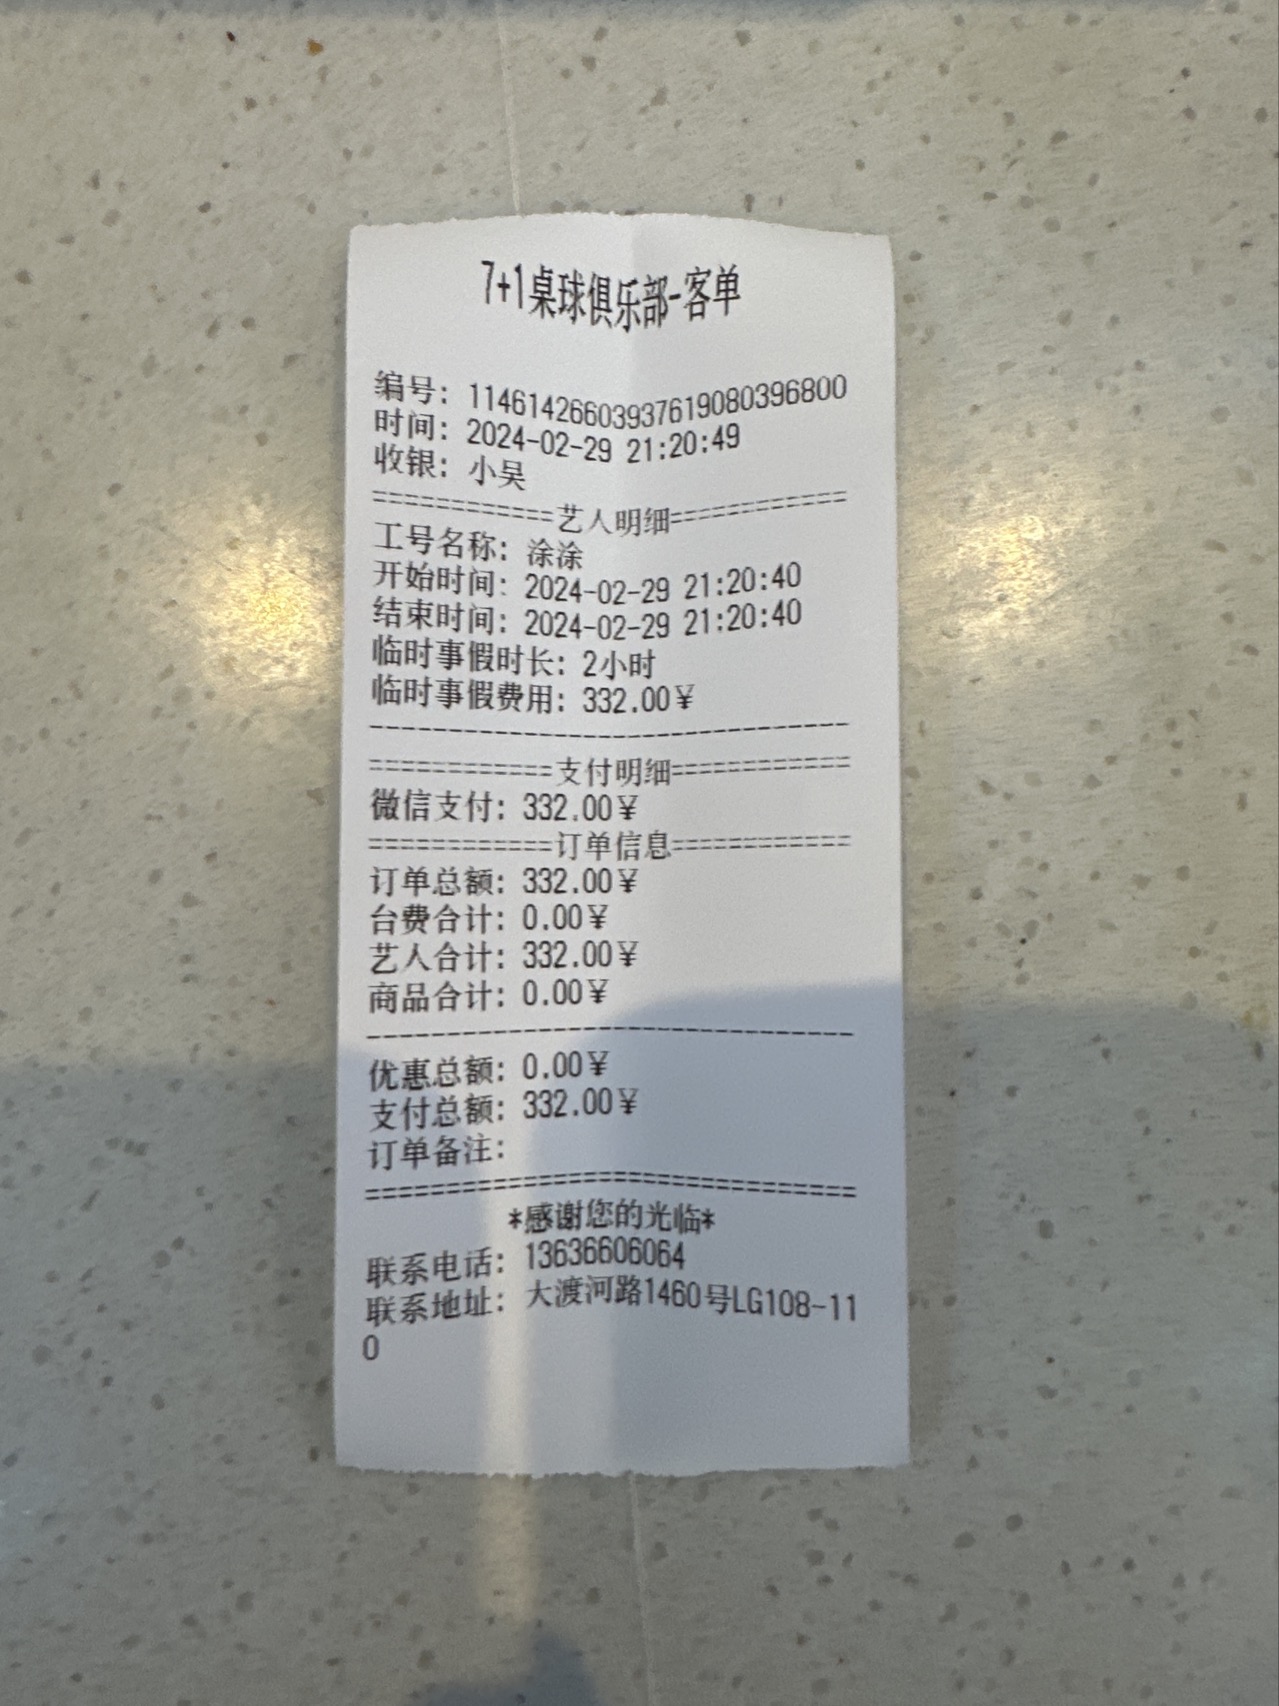 7+1桌球俱乐部-客单
编号: 1146142660393761908039​6800
时间: 2024-02-29 21:20:49
收银: 小吴
============艺人明细============
工号名称: 涂涂
开始时间: 2024-02-29 21:20:40
结束时间: 2024-02-29 21:20:40
临时事假时长: 2小时
临时事假费用: 332.00¥
--------------------------------
============支付明细============
微信支付: 332.00¥
============订单信息============
订单总额: 332.00¥
台费合计: 0.00¥
艺人合计: 332.00¥
商品合计: 0.00¥
--------------------------------
优惠总额: 0.00¥
支付总额: 332.00¥
订单备注:
================================
*感谢您的光临*
联系电话: 13636606064
联系地址: 大渡河路1460号LG108-11
0